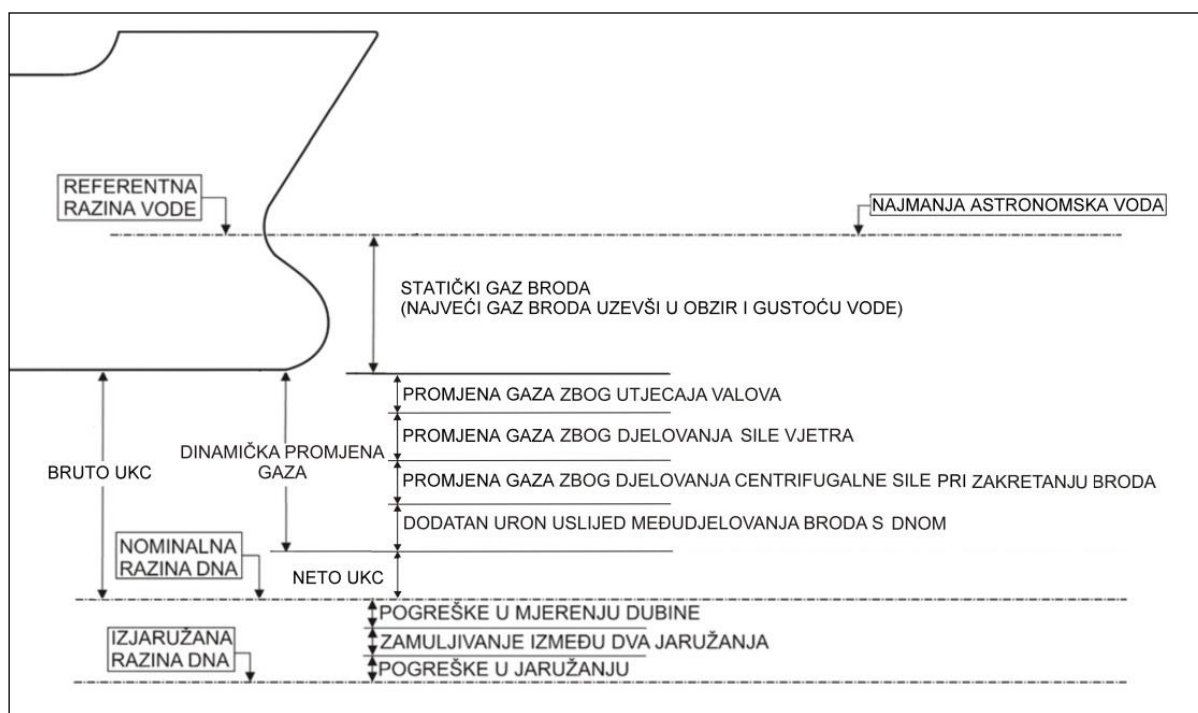 REFERENTNA
RAZINA VODE
NAJMANJA ASTRONOMSKA VODA
STATIČKI GAZ BRODA
(NAJVEĆI GAZ BRODA UZEVŠI U OBZIR I GUSTOĆU VODE)
PROMJENA GAZA ZBOG UTJECAJA VALOVA
PROMJENA GAZA ZBOG DJELOVANJA SILE VJETRA
DINAMIČKA PROMJENA
GAZA
BRUTO UKC
PROMJENA GAZA ZBOG DJELOVANJA CENTRIFUGALNE SILE PRI ZAKRETANJU BRODA
DODATAN URON USLIJED MEĐUDJELOVANJA BRODA S DNOM
NOMINALNA
RAZINA DNA
NETO UKC
POGREŠKE U MJERENJU DUBINE
IZJARUŽANA
RAZINA DNA
ZAMULJIVANJE IZMEĐU DVA JARUŽANJA
POGREŠKE U JARUŽANJU